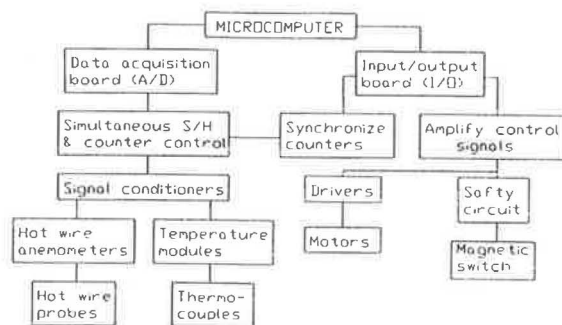 MICROCOMPUTER
Data acquisition
board (A/D)
Input/output
board (I/O)
Simultaneous S/H
& counter control
Synchronize
counters
Amplify control
signals
Signal conditioners
Drivers
Safty
circuit
Hot wire
anemometers
Temperature
modules
Motors
Magnetic
switch
Hot wire
probes
Thermo-
couples